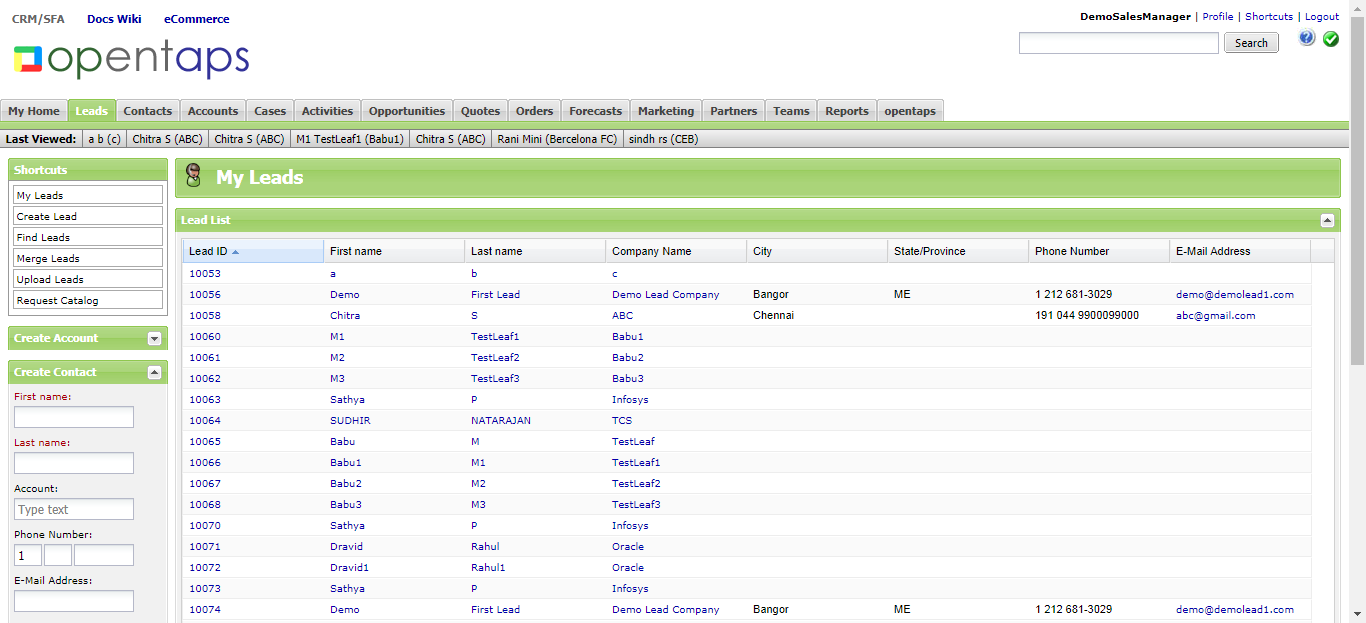 CRM/SFA Docs Wiki eCommerce
DemoSalesManager | Profile | Shortcuts | Logout
opentaps
Search
My Home Leads Contacts Accounts Cases Activities Opportunities Quotes Orders Forecasts Marketing Partners Teams Reports opentaps
Last Viewed: a b (c) Chitra S (ABC) Chitra S (ABC) M1 TestLeaf1 (Babu1) Chitra S (ABC) Rani Mini (Bercelona FC) sindh rs (CEB)
Shortcuts
My Leads
Create Lead
Find Leads
Merge Leads
Upload Leads
Request Catalog
Create Account
Create Contact
First name:
Last name:
Account:
Type text
Phone Number:
1
E-Mail Address:
My Leads
Lead List
Lead ID First name Last name Company Name City State/Province Phone Number E-Mail Address
10053 a b c
10056 Demo First Lead Demo Lead Company Bangor ME 1 212 681-3029 demo@demolead1.com
10058 Chitra S ABC Chennai 191 044 9900099000 abc@gmail.com
10060 M1 TestLeaf1 Babu1
10061 M2 TestLeaf2 Babu2
10062 M3 TestLeaf3 Babu3
10063 Sathya P Infosys
10064 SUDHIR NATARAJAN TCS
10065 Babu M TestLeaf
10066 Babu1 M1 TestLeaf1
10067 Babu2 M2 TestLeaf2
10068 Babu3 M3 TestLeaf3
10070 Sathya P Infosys
10071 Dravid Rahul Oracle
10072 Dravid1 Rahul1 Oracle
10073 Sathya P Infosys
10074 Demo First Lead Demo Lead Company Bangor ME 1 212 681-3029 demo@demolead1.com